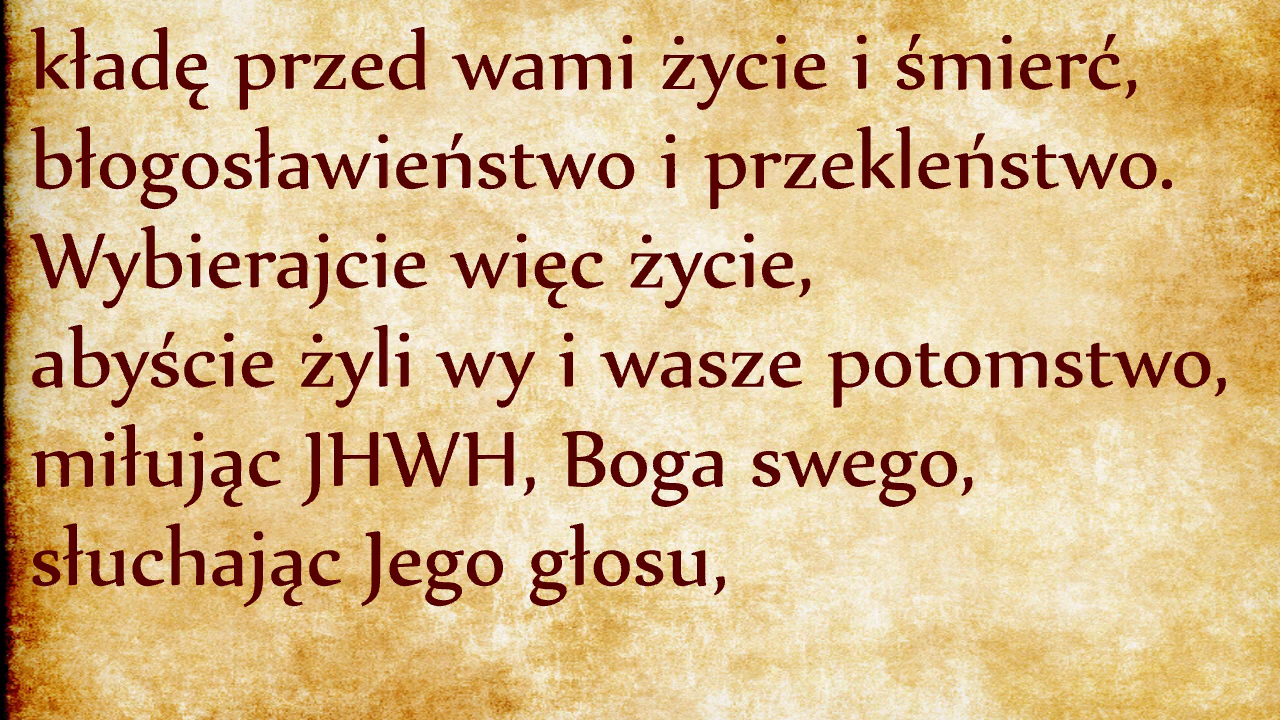 kładę przed wami życie i śmierć,
błogosławieństwo i przekleństwo.
Wybierajcie więc życie,
abyście żyli wy i wasze potomstwo,
miłując JHWH, Boga swego,
słuchając Jego głosu,